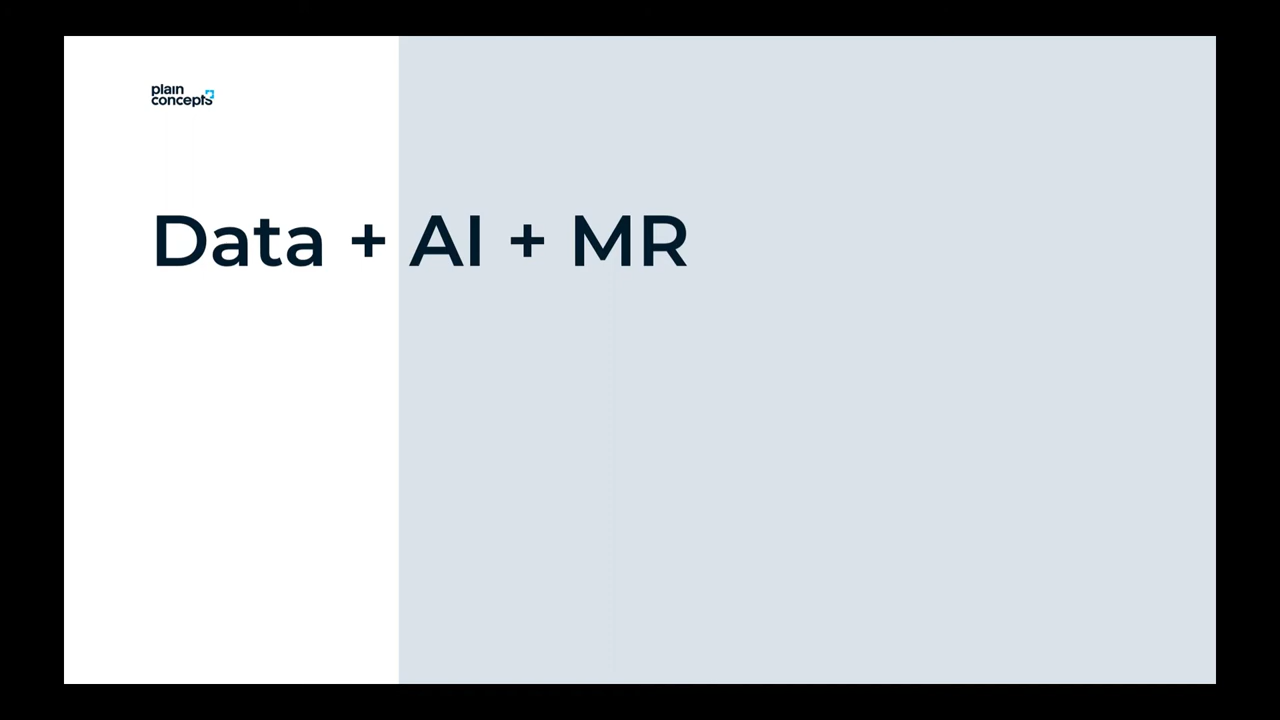 plain
concepts
Data + AI + MR